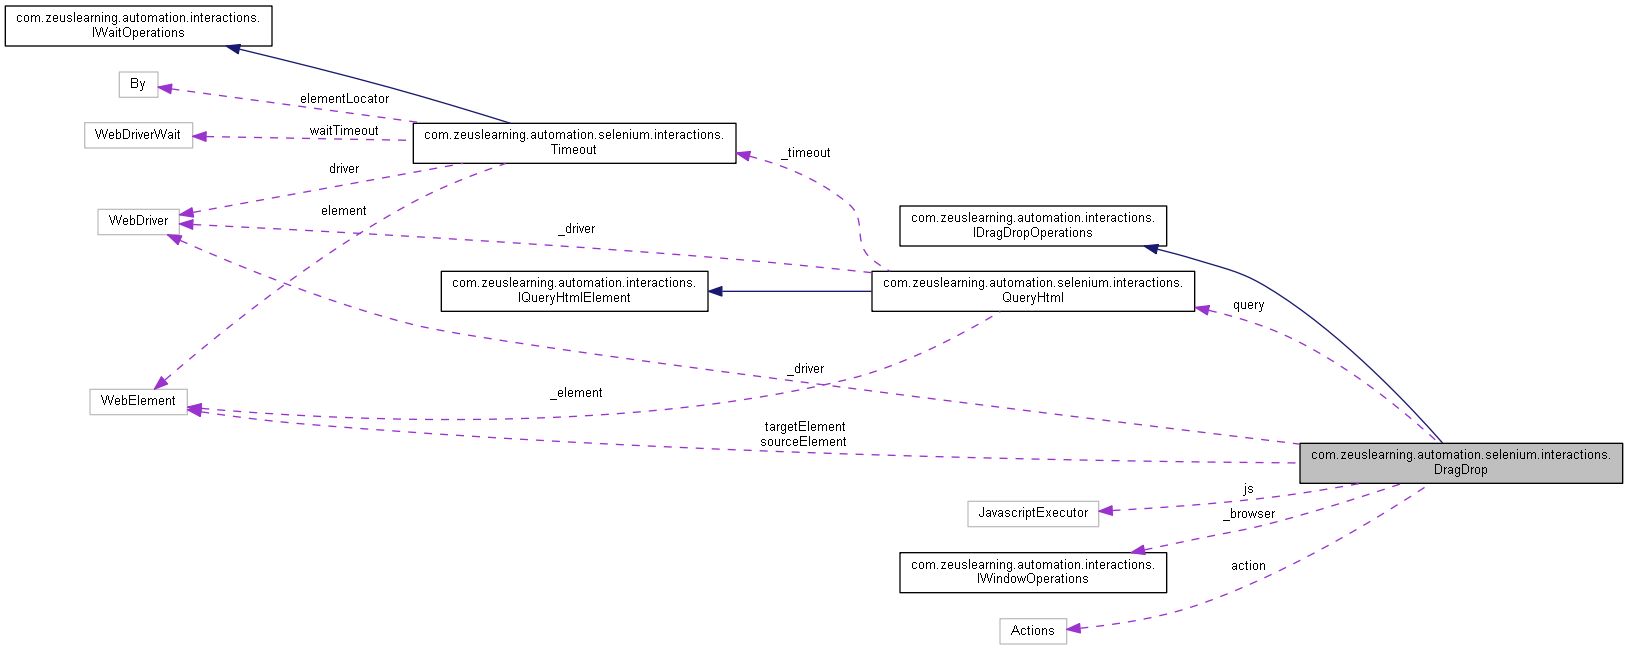 com.zeuslearning.automation.interactions.
IWaitOperations
By
elementLocator
WebDriverWait
waitTimeout
com.zeuslearning.automation.selenium.interactions.
Timeout
_timeout
driver
element
WebDriver
_driver
com.zeuslearning.automation.interactions.
IDragDropOperations
com.zeuslearning.automation.interactions.
IQueryHtmlElement
com.zeuslearning.automation.selenium.interactions.
QueryHtml
query
_driver
_element
WebElement
targetElement
sourceElement
com.zeuslearning.automation.selenium.interactions.
DragDrop
js
JavascriptExecutor
_browser
com.zeuslearning.automation.interactions.
IWindowOperations
action
Actions